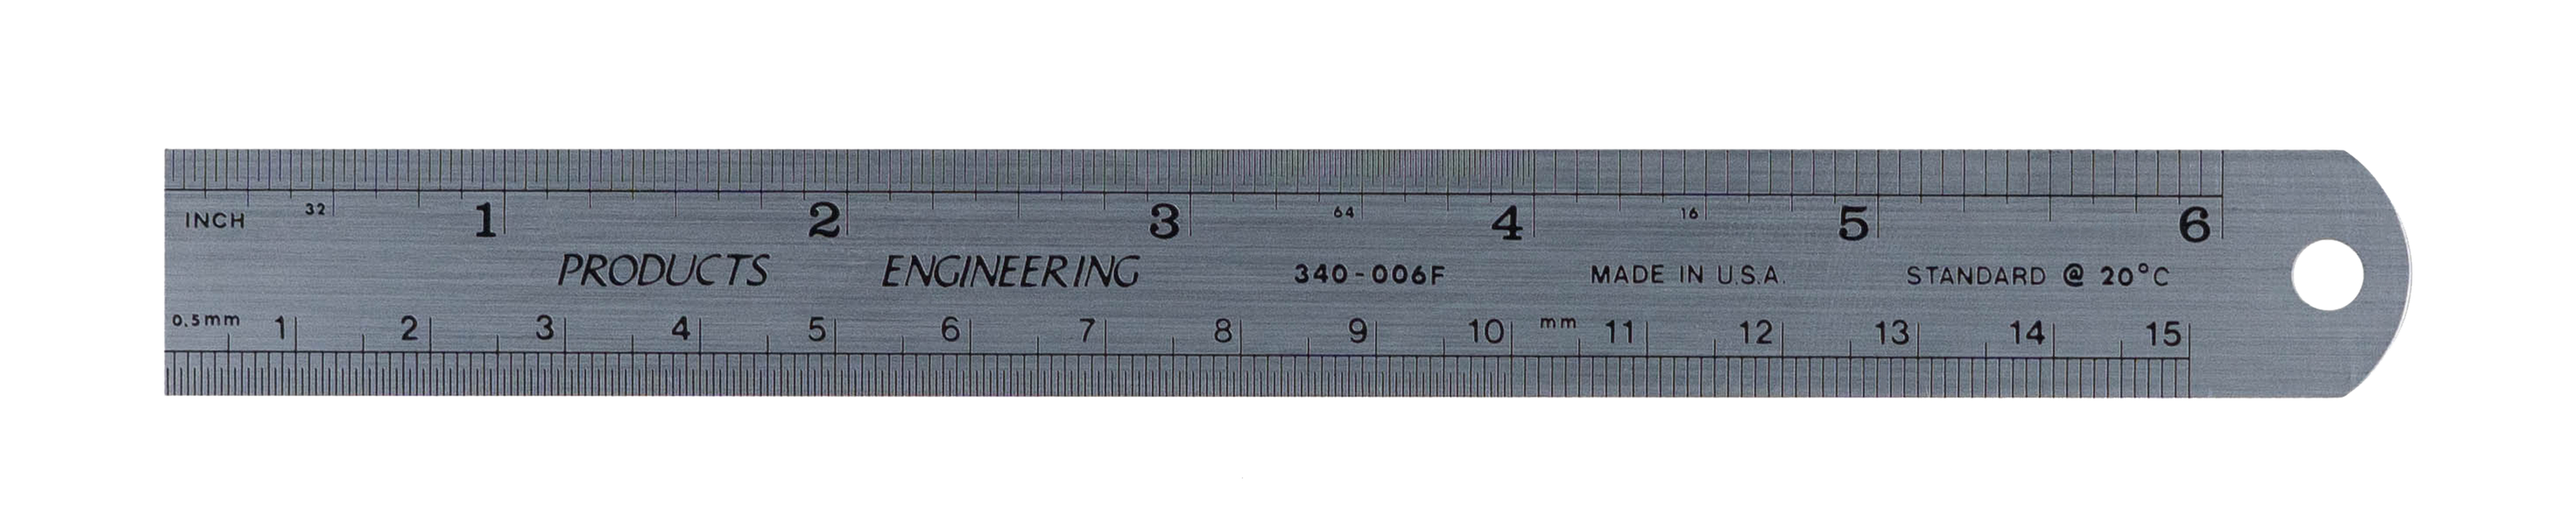 INCH 32 1 2 3 64 4 16 5 6
PRODUCTS ENGINEERING 340-006F MADE IN U.S.A. STANDARD @ 20°C
0.5mm 1 2 3 4 5 6 7 8 9 10 mm 11 12 13 14 15